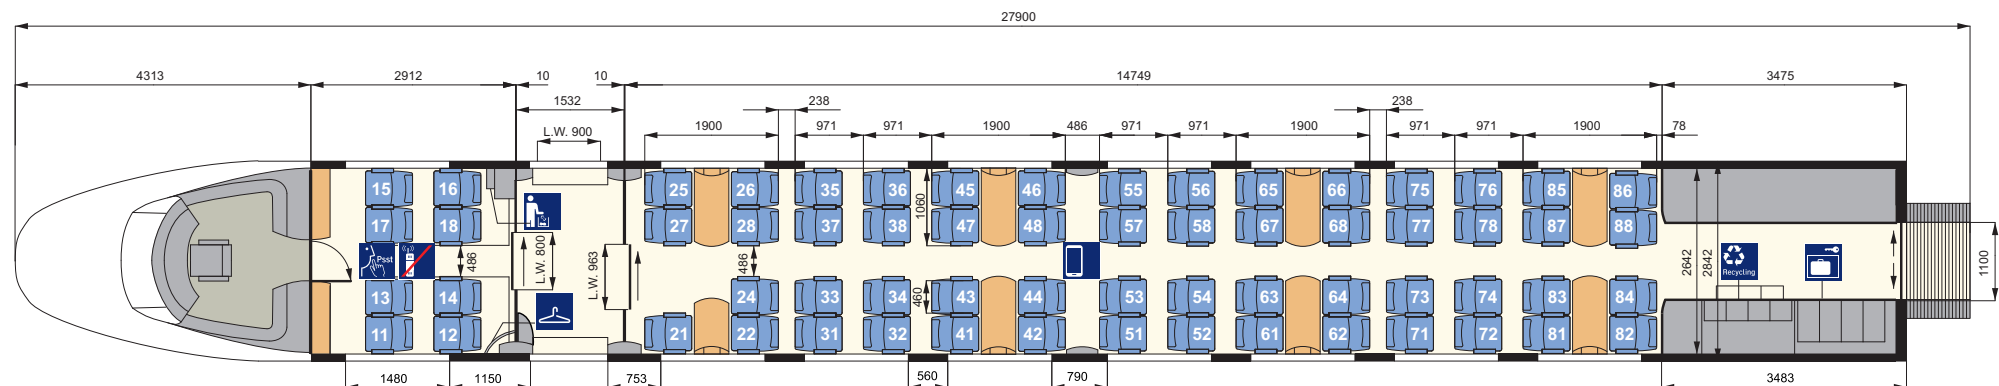 27900
4313 2912 10 10 14749 3475
1532 238 238
L.W. 900 1900 971 971 1900 486 971 971 1900 971 971 1900 78
15 16 25 26 35 36 45 46 55 56 65 66 75 76 85 86
1060
17 18 27 28 37 38 47 48 57 58 67 68 77 78 87 88
Psst 486 L.W. 800 L.W. 963 486 2642 2842 Recycling 1100
13 14 24 33 34 460 43 44 53 54 63 64 73 74 83 84
11 12 21 22 31 32 41 42 51 52 61 62 71 72 81 82
1480 1150 753 560 790 3483